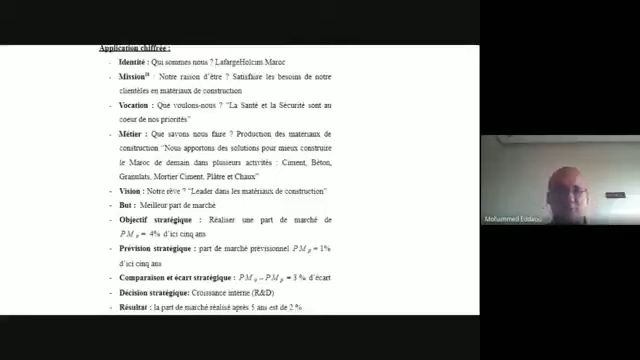 Application chiffrée :
- Identité : Qui sommes nous ? LafargeHolcim Maroc
- Mission : Notre raison d'être ? Satisfaire les besoins de notre
clientèles en matériaux de construction
- Vocation : Que voulons-nous ? "La Santé et la Sécurité sont au
coeur de nos priorités"
- Métier : Que savons nous faire ? Production des matériaux de
construction "Nous apportons des solutions pour mieux construire
le Maroc de demain dans plusieurs activités : Ciment, Béton,
Granulats, Mortier Ciment, Plâtre et Chaux"
- Vision : Notre rêve ? "Leader dans les matériaux de construction"
- But : Meilleur part de marché
- Objectif stratégique : Réaliser une part de marché de
PMo = 4% d'ici cinq ans
- Prévision stratégique : part de marché prévisionnel PMp = 1%
d'ici cinq ans
- Comparaison et écart stratégique : PMo – PMp = 3 % d'écart
- Décision stratégique: Croissance interne (R&D)
- Résultat : la part de marché réalisé après 5 ans est de 2 %
Mohammed